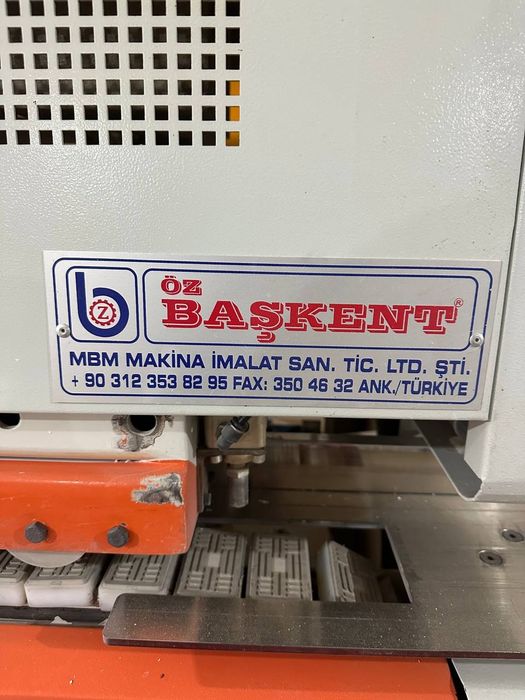 b
Z
ÖZ
BAŞKENT®
MBM MAKİNA İMALAT SAN. TİC. LTD. ŞTİ.
+ 90 312 353 82 95 FAX: 350 46 32 ANK./TÜRKİYE